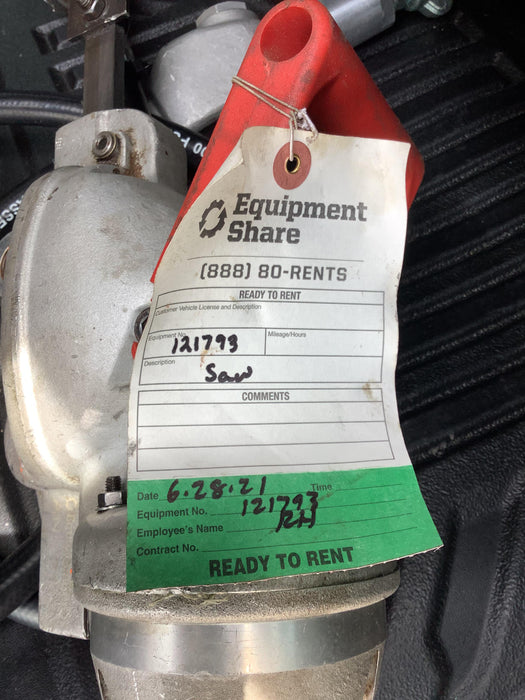 Equipment
Share
(888) 80-RENTS
READY TO RENT
Customer Vehicle License and Description
Equipment No. 121793 Mileage/Hours
Description Saw
COMMENTS
Date 6.28.21 Time
Equipment No. 121793
Employee's Name RH
Contract No.
READY TO RENT